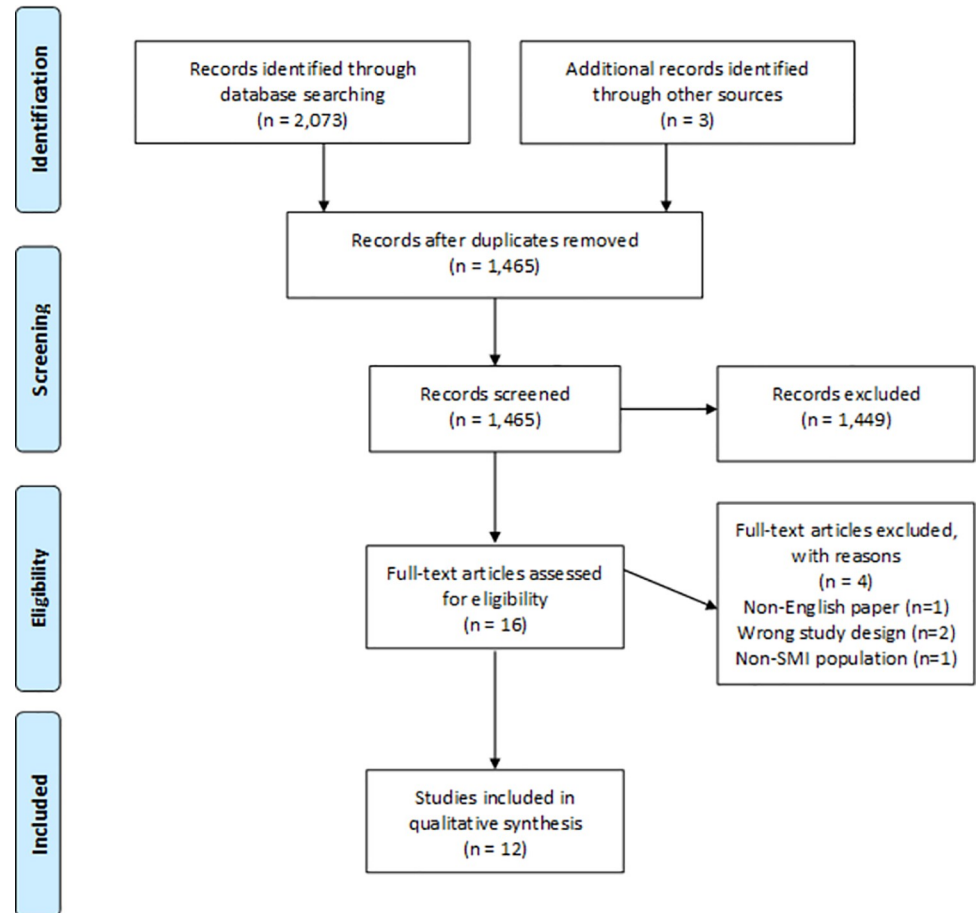 Identification
Records identified through
database searching
(n = 2,073)
Additional records identified
through other sources
(n = 3)
Records after duplicates removed
(n = 1,465)
Screening
Records screened
(n = 1,465)
Records excluded
(n = 1,449)
Eligibility
Full-text articles assessed
for eligibility
(n = 16)
Full-text articles excluded,
with reasons
(n = 4)
Non-English paper (n=1)
Wrong study design (n=2)
Non-SMI population (n=1)
Included
Studies included in
qualitative synthesis
(n = 12)